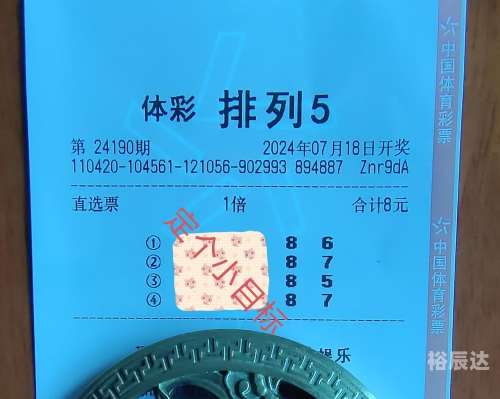 体彩 排列5
第 24190期 2024年07月18日开奖
110420-104561-121056-902993 894887 Znr9dA
直选票 1倍 合计8元
① 8 6
② 8 7
③ 8 5
④ 8 7
定个小目标
娱乐
中国体育彩票
中国体育彩票
裕辰达